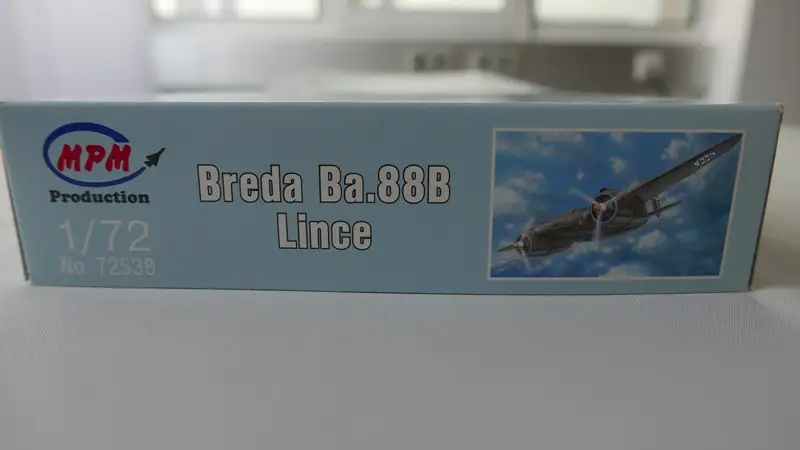 MPM
Production
1/72
No. 72538
Breda Ba.88B
Lince